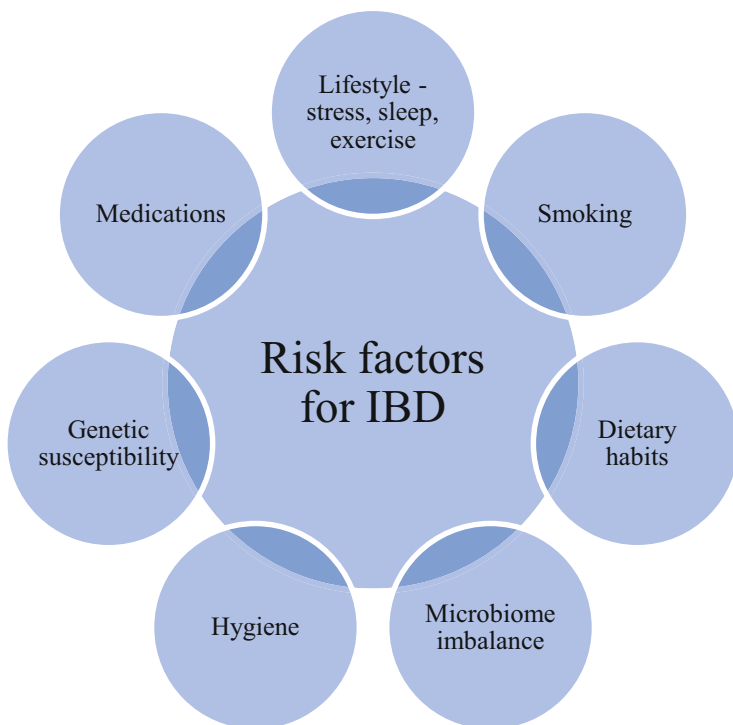 Lifestyle -
stress, sleep,
exercise
Medications
Smoking
Risk factors
for IBD
Genetic
susceptibility
Dietary
habits
Hygiene
Microbiome
imbalance